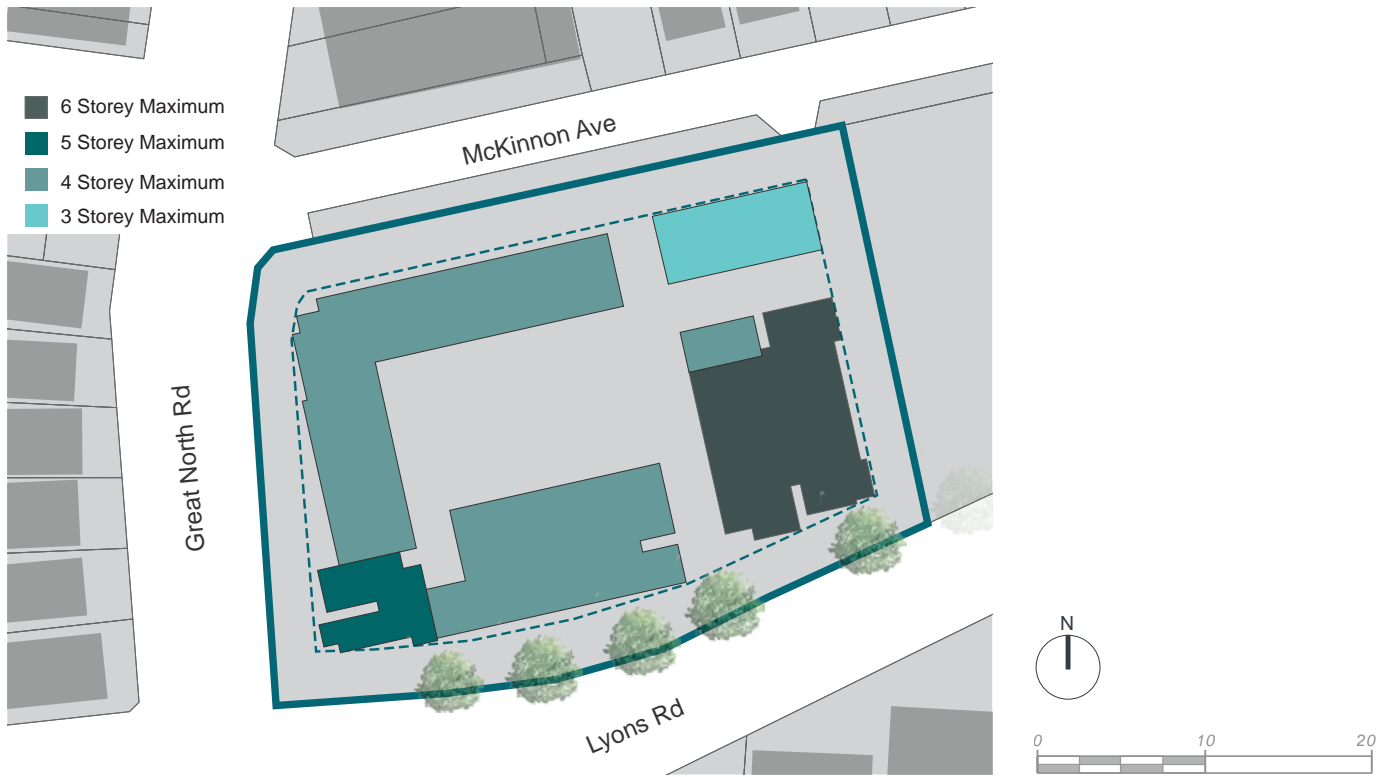 McKinnon Ave
6 Storey Maximum
5 Storey Maximum
4 Storey Maximum
3 Storey Maximum
Great North Rd
Lyons Rd
N
0 10 20